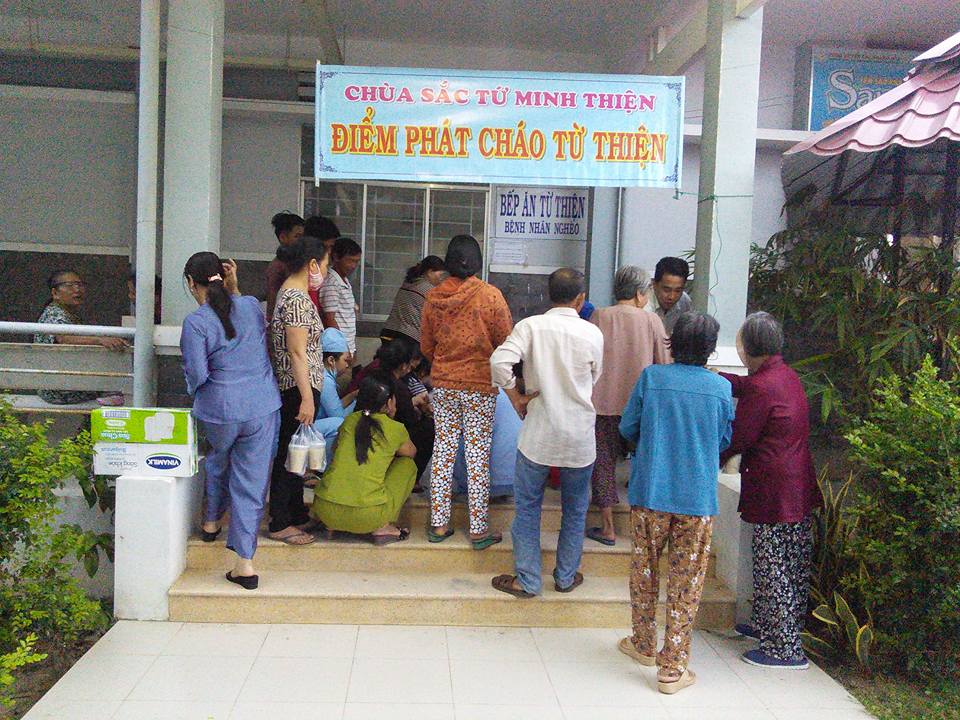 CHÙA SẮC TỨ MINH THIỆN
ĐIỂM PHÁT CHÁO TỪ THIỆN
BẾP ĂN TỪ THIỆN
BỆNH NHÂN NGHÈO
VINAMILK